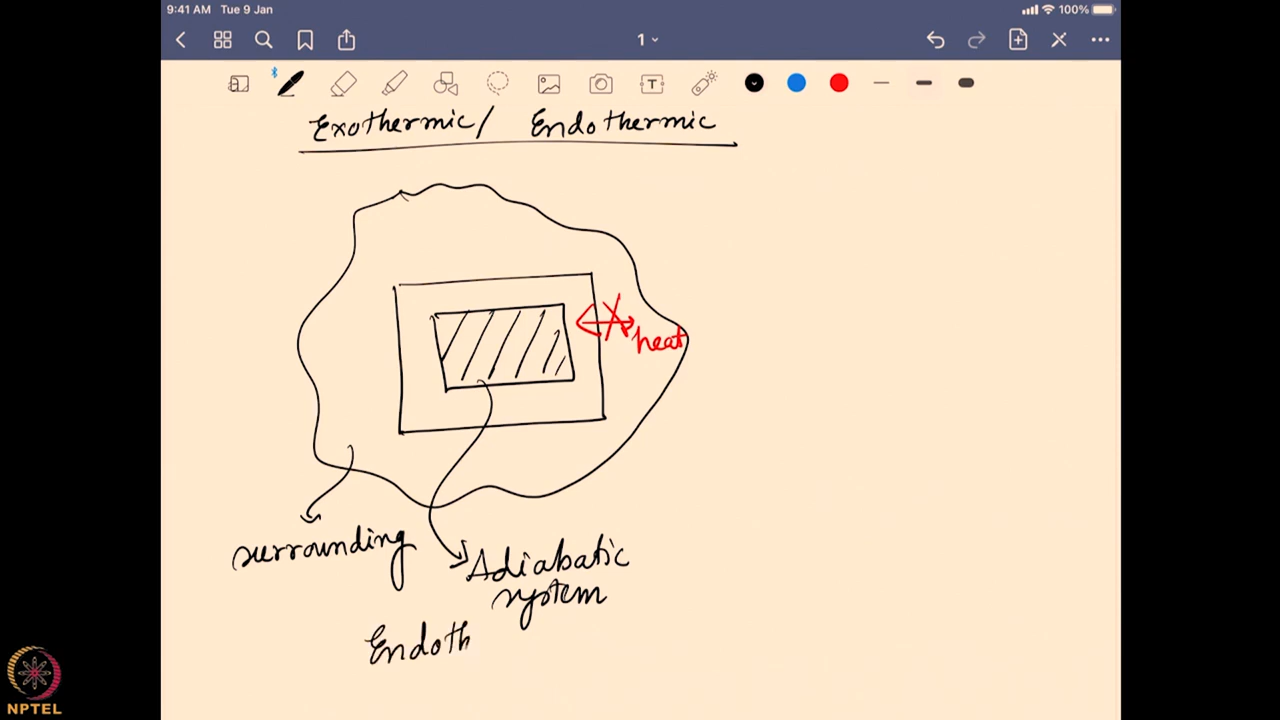 9:41 AM Tue 9 Jan
100%
1
T
Exothermic/ Endothermic
heat
surrounding
Adiabatic
system
Endoth
NPTEL